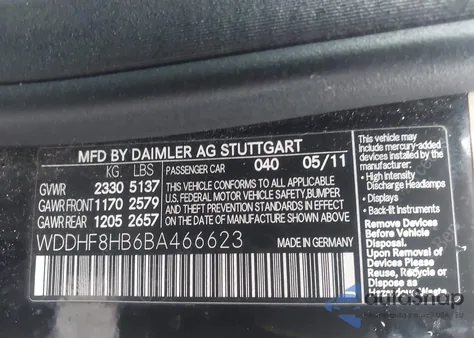 MFD BY DAIMLER AG STUTTGART
KG. LBS
PASSENGER CAR 040 05/11
GVWR 2330 5137
GAWR FRONT 1170 2579
GAWR REAR 1205 2657
THIS VEHICLE CONFORMS TO ALL APPLICABLE
U.S. FEDERAL MOTOR VEHICLE SAFETY, BUMPER
AND THEFT PREVENTION STANDARDS IN EFFECT
ON THE DATE OF MANUFACTURE SHOWN ABOVE
WDDHF8HB6BA466623
MADE IN GERMANY
This Vehicle may
include mercury-added
devices installed by the
manufacturer:
• High Intensity
Discharge Headlamps
• Displays
• Back-lit Instruments
Remove Devices
Before Vehicle
Disposal.
Upon Removal of
Devices Please
Reuse, Recycle or
Dispose as
Hazardous Waste
autoSnap